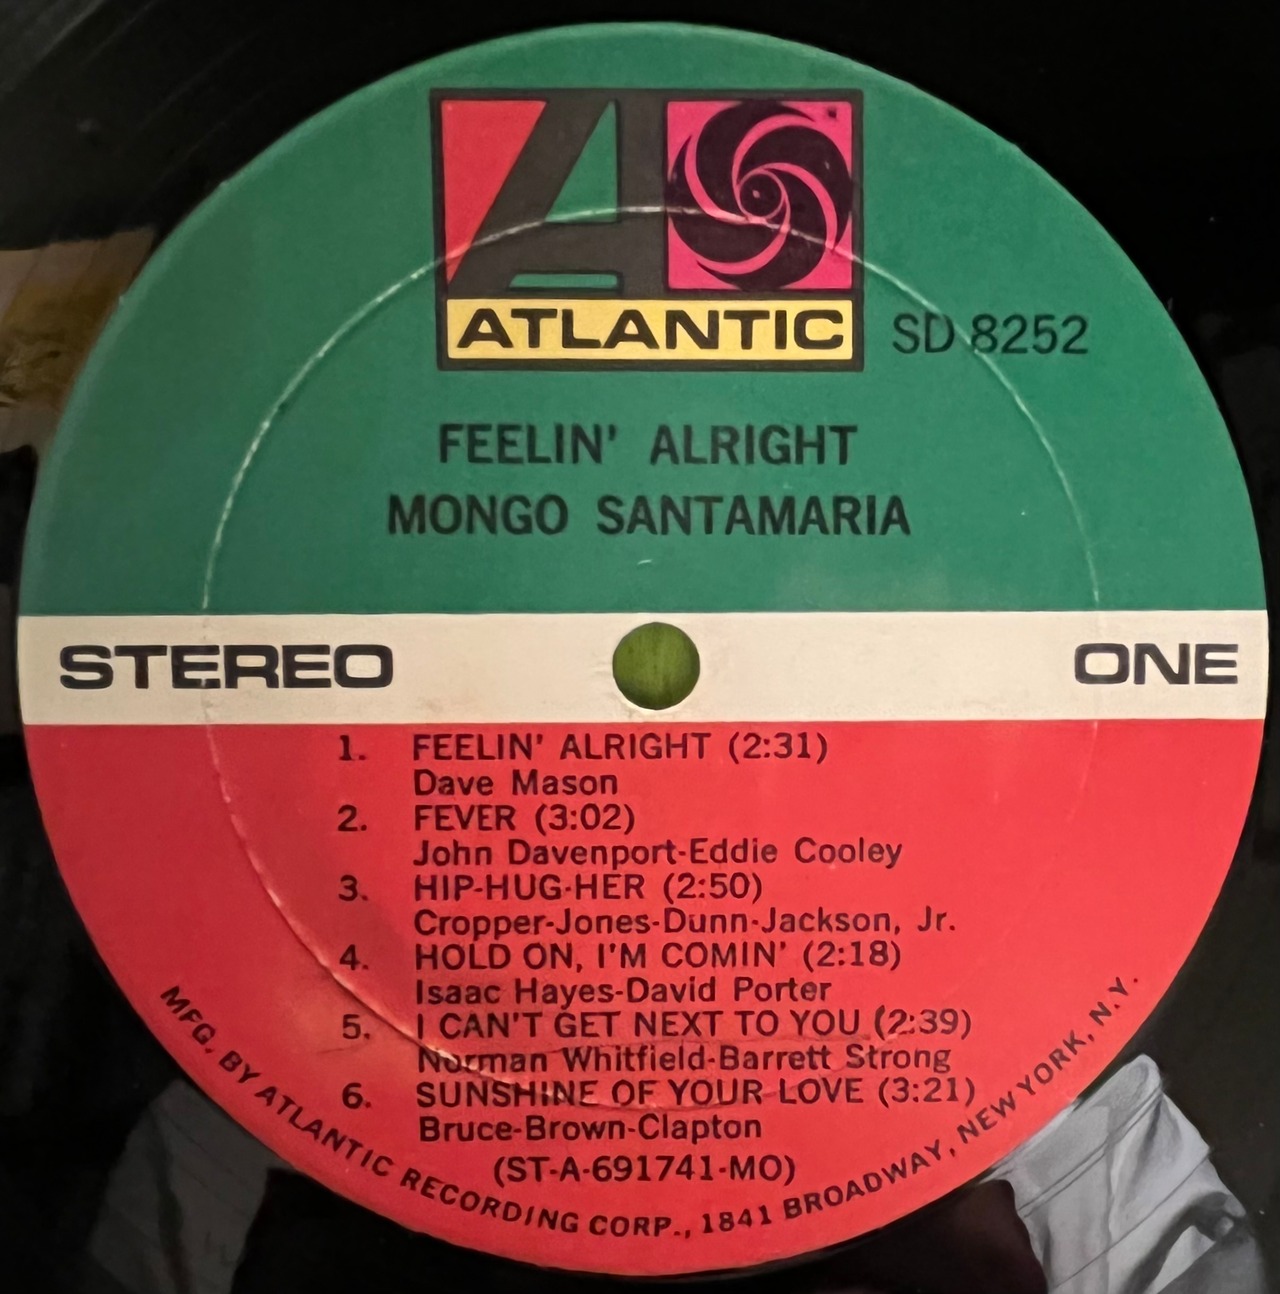 ATLANTIC
SD 8252
FEELIN' ALRIGHT
MONGO SANTAMARIA
STEREO
ONE
1. FEELIN' ALRIGHT (2:31)
Dave Mason
2. FEVER (3:02)
John Davenport-Eddie Cooley
3. HIP-HUG-HER (2:50)
Cropper-Jones-Dunn-Jackson, Jr.
4. HOLD ON, I'M COMIN' (2:18)
Isaac Hayes-David Porter
5. I CAN'T GET NEXT TO YOU (2:39)
Norman Whitfield-Barrett Strong
6. SUNSHINE OF YOUR LOVE (3:21)
Bruce-Brown-Clapton
(ST-A-691741-MO)
MFG. BY ATLANTIC RECORDING CORP., 1841 BROADWAY, NEW YORK, N.Y.